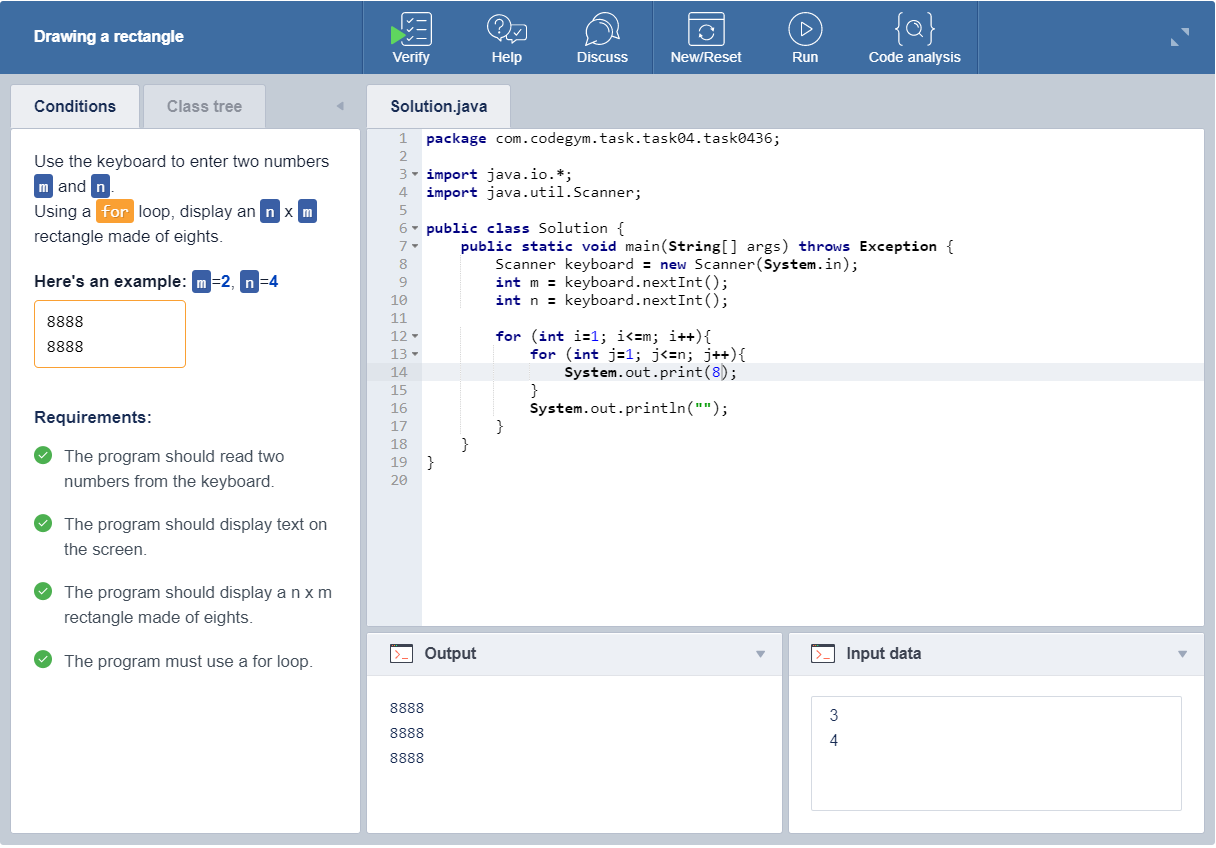 Drawing a rectangle
Verify
Help
Discuss
New/Reset
Run
Code analysis
Conditions
Class tree
Use the keyboard to enter two numbers
m and n.
Using a for loop, display an n x m
rectangle made of eights.
Here's an example: m=2, n=4
8888
8888
Requirements:
The program should read two
numbers from the keyboard.
The program should display text on
the screen.
The program should display a n x m
rectangle made of eights.
The program must use a for loop.
Solution.java
1 package com.codegym.task.task04.task0436;
2
3 import java.io.*;
4 import java.util.Scanner;
5
6 public class Solution {
7     public static void main(String[] args) throws Exception {
8         Scanner keyboard = new Scanner(System.in);
9         int m = keyboard.nextInt();
10         int n = keyboard.nextInt();
11
12         for (int i=1; i<=m; i++){
13             for (int j=1; j<=n; j++){
14                 System.out.print(8);
15             }
16             System.out.println("");
17         }
18     }
19 }
20
Output
8888
8888
8888
Input data
3
4